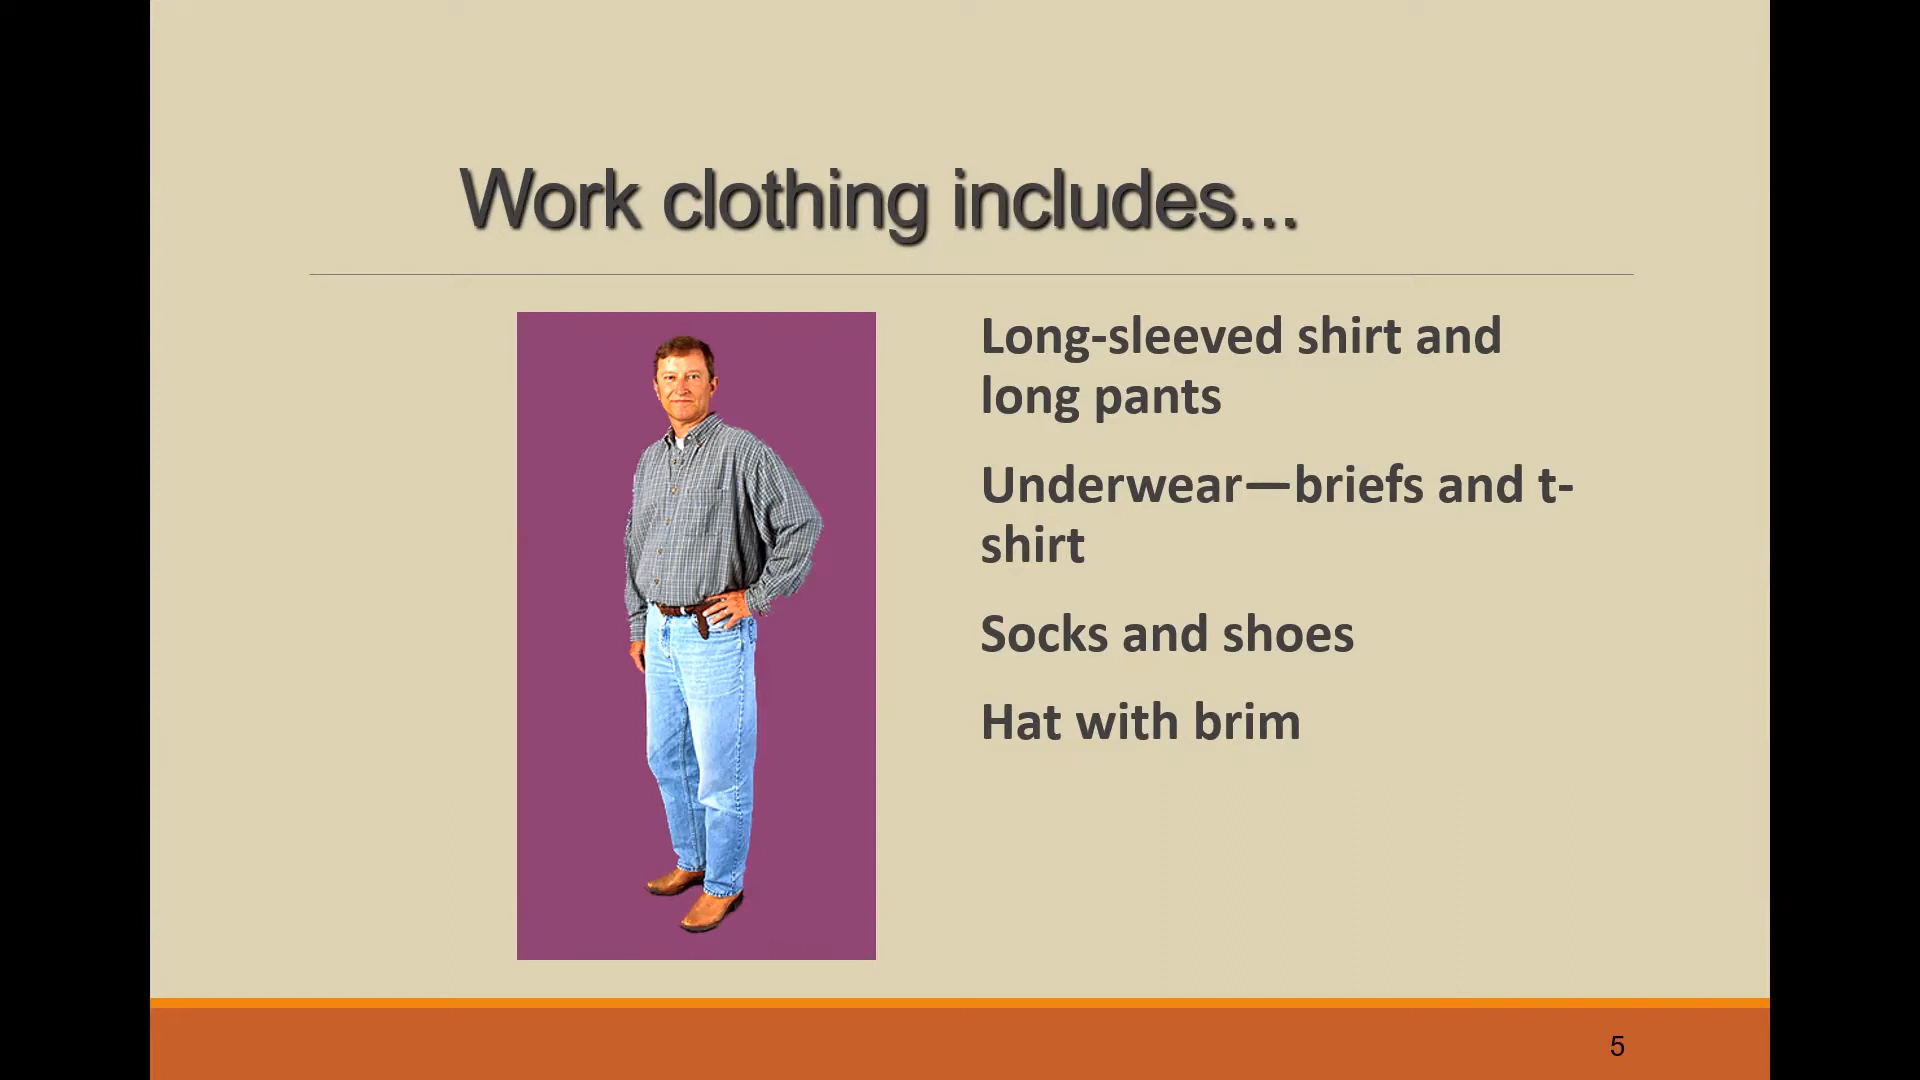 Work clothing includes...
Long-sleeved shirt and
long pants
Underwear—briefs and t-
shirt
Socks and shoes
Hat with brim
5